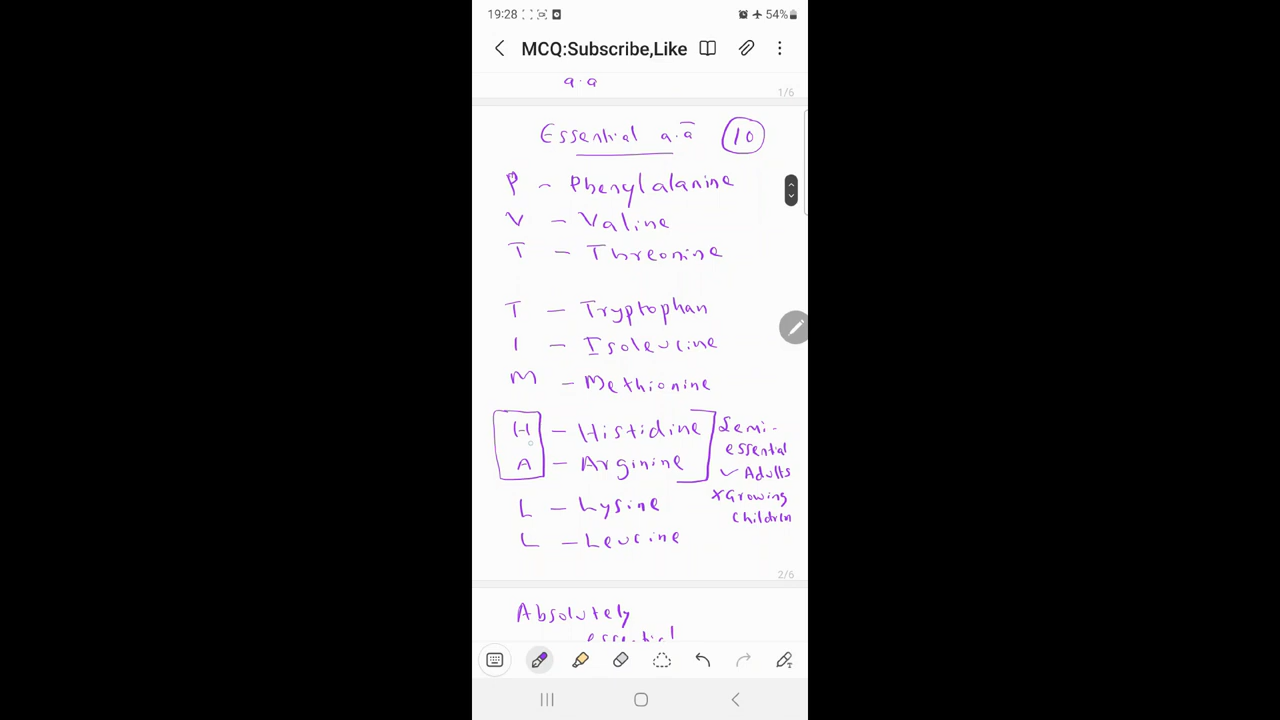 19:28
54%
MCQ:Subscribe,Like
a.a
1/6
Essential a.a 10
P - Phenylalanine
V - Valine
T - Threonine
T - Tryptophan
I - Isoleucine
M - Methionine
H - Histidine
A - Arginine
Semi-
essential
✓ Adults
x Growing
children
L - Lysine
L - Leucine
2/6
Absolutely
essential